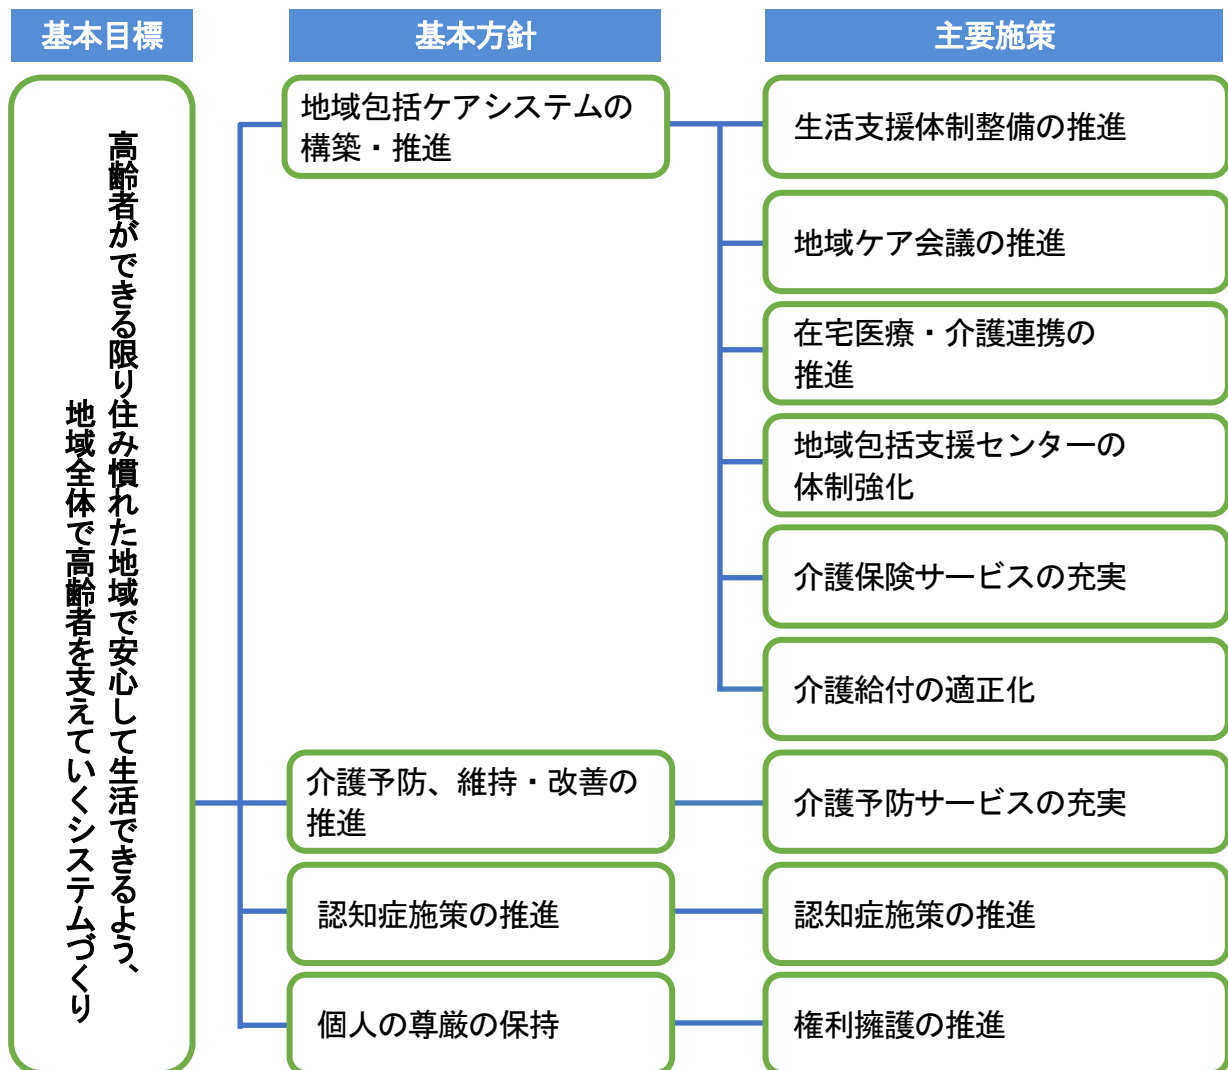 基本目標
基本方針
主要施策
高齢者ができる限り住み慣れた地域で安心して生活できるよう、
地域全体で高齢者を支えていくシステムづくり
地域包括ケアシステムの
構築・推進
生活支援体制整備の推進
地域ケア会議の推進
在宅医療・介護連携の
推進
地域包括支援センターの
体制強化
介護保険サービスの充実
介護給付の適正化
介護予防、維持・改善の
推進
介護予防サービスの充実
認知症施策の推進
認知症施策の推進
個人の尊厳の保持
権利擁護の推進